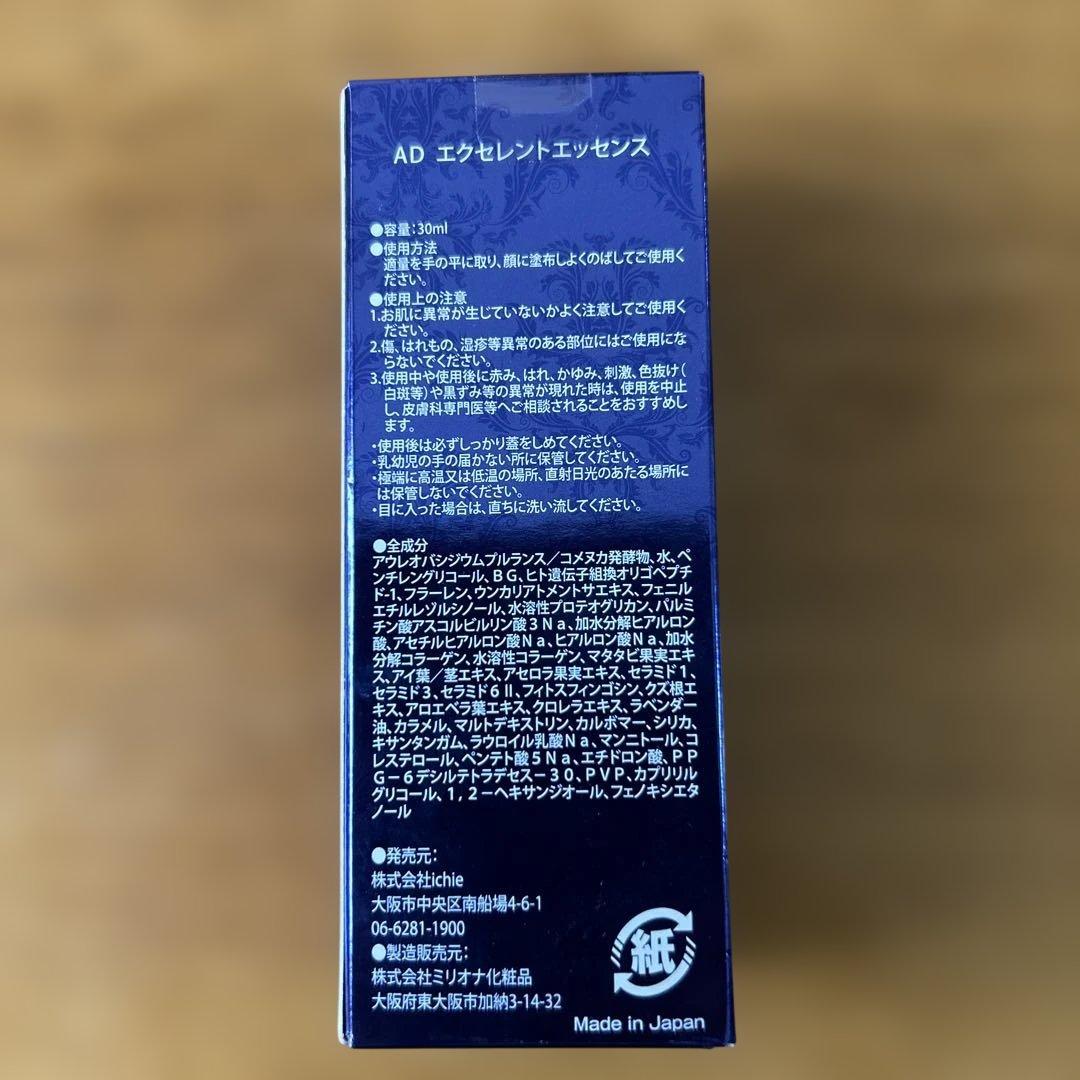 AD エクセレントエッセンス
●容量:30ml
●使用方法
適量を手の平に取り、顔に塗布しよくのばしてご使用く
ださい。
●使用上の注意
1.お肌に異常が生じていないかよく注意してご使用く
ださい。
2.傷、はれもの、湿疹等異常のある部位にはご使用にな
らないでください。
3.使用中や使用後に赤み、はれ、かゆみ、刺激、色抜け(
白斑等)や黒ずみ等の異常が現れた時は、使用を中止
し、皮膚科専門医等へご相談されることをおすすめし
ます。
・使用後は必ずしっかり蓋をしめてください。
・乳幼児の手の届かない所に保管してください。
・極端に高温又は低温の場所、直射日光のあたる場所に
は保管しないでください。
・目に入った場合は、直ちに洗い流してください。
●全成分
アウレオバシジウムプルランス/コメヌカ発酵物、水、ペ
ンチレングリコール、BG、ヒト遺伝子組換オリゴペプチ
ド-1、フラーレン、ウンカリアトメントサエキス、フェニル
エチルレゾルシノール、水溶性プロテオグリカン、パルミ
チン酸アスコルビルリン酸3Na、加水分解ヒアルロン
酸、アセチルヒアルロン酸Na、ヒアルロン酸Na、加水
分解コラーゲン、水溶性コラーゲン、マタタビ果実エキ
ス、アイ葉/茎エキス、アセロラ果実エキス、セラミド1、
セラミド3、セラミド6Ⅱ、フィトスフィンゴシン、クズ根エ
キス、アロエベラ葉エキス、クロレラエキス、ラベンダー
油、カラメル、マルトデキストリン、カルボマー、シリカ、
キサンタンガム、ラウロイル乳酸Na、マンニトール、コ
レステロール、ペンテト酸5Na、エチドロン酸、PP
G-6デシルテトラデセス-30、PVP、カプリリル
グリコール、1,2-ヘキサンジオール、フェノキシエタ
ノール
●発売元:
株式会社ichie
大阪市中央区南船場4-6-1
06-6281-1900
●製造販売元:
株式会社ミリオナ化粧品
大阪府東大阪市加納3-14-32
紙
Made in Japan